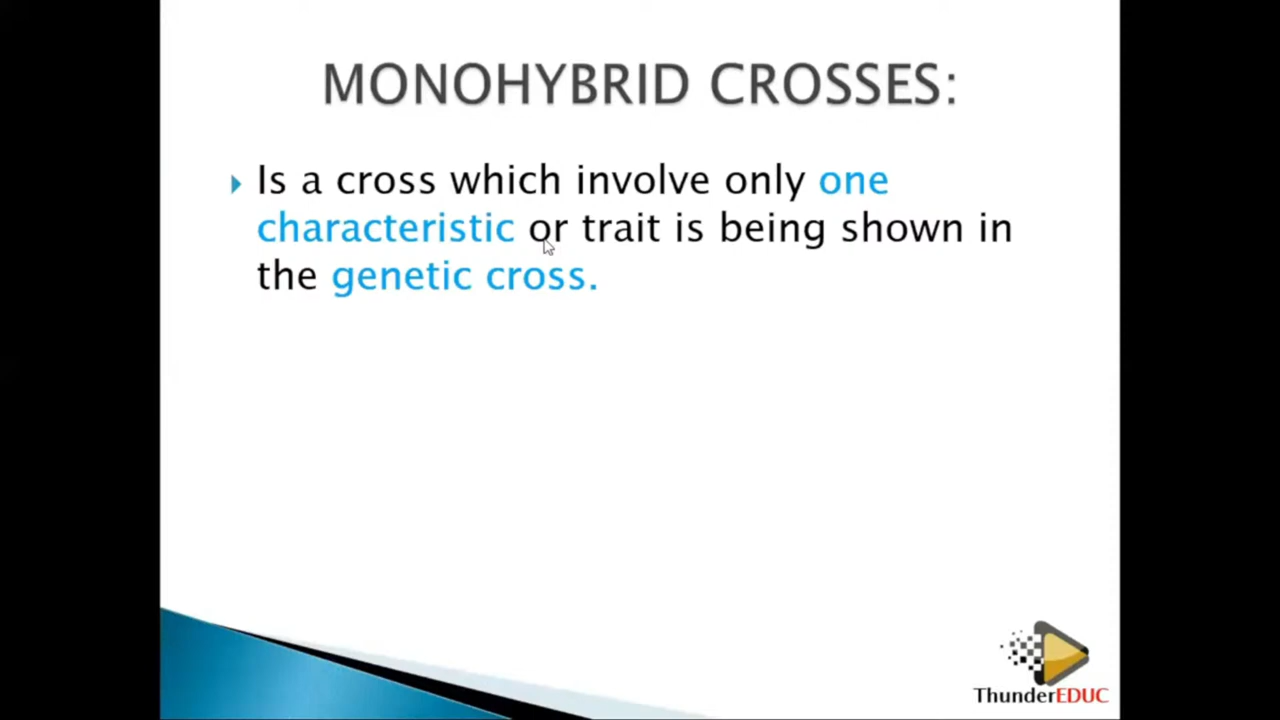 MONOHYBRID CROSSES:
Is a cross which involve only one
characteristic or trait is being shown in
the genetic cross.
ThunderEDUC